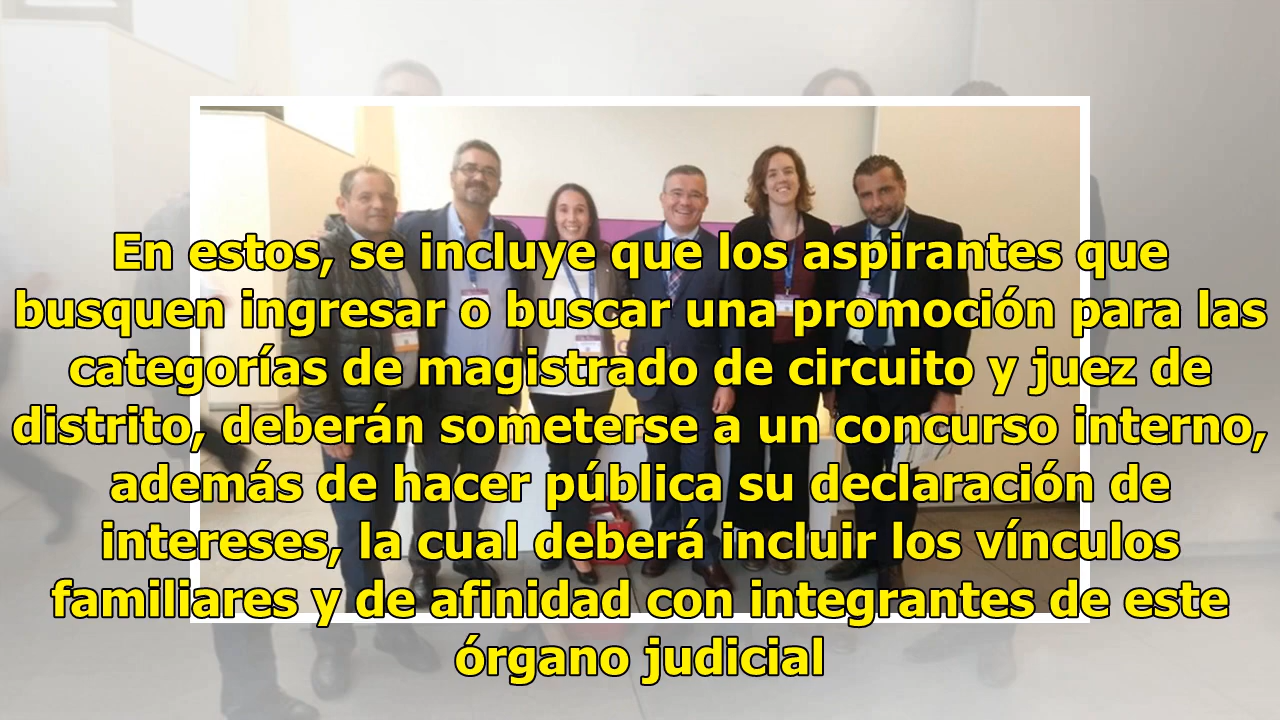 En estos, se incluye que los aspirantes que
busquen ingresar o buscar una promoción para las
categorías de magistrado de circuito y juez de
distrito, deberán someterse a un concurso interno,
además de hacer pública su declaración de
intereses, la cual deberá incluir los vínculos
familiares y de afinidad con integrantes de este
órgano judicial